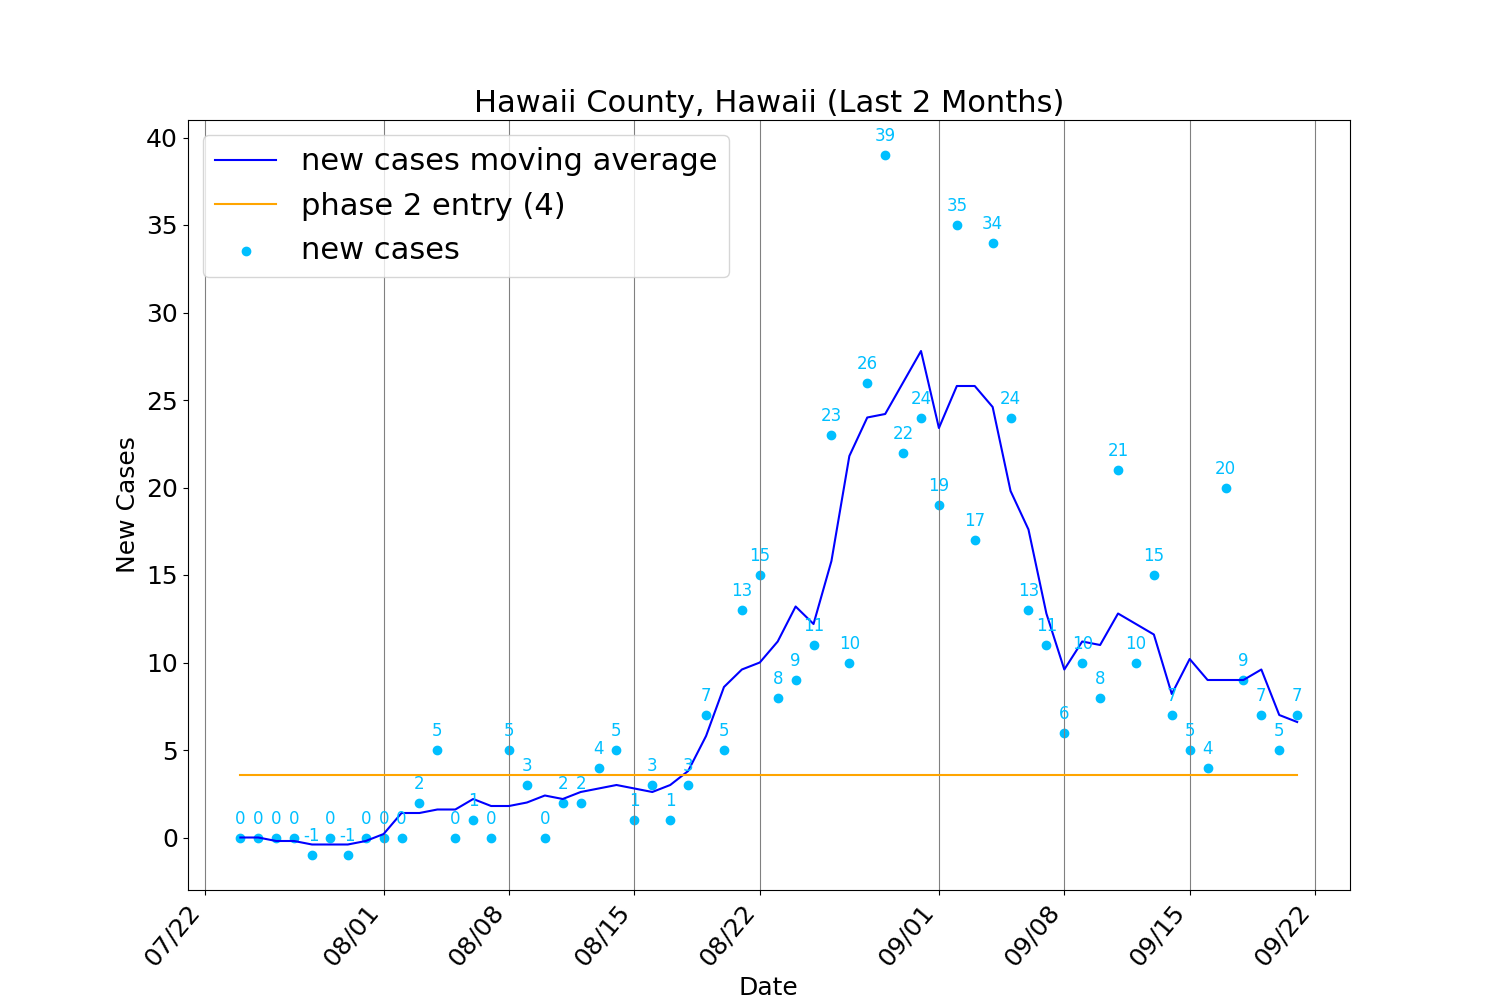 Hawaii County, Hawaii (Last 2 Months)
new cases moving average
phase 2 entry (4)
new cases
New Cases
40
35
30
25
20
15
10
5
0
0 0 0 0 -1 0 -1 0 0 0 2 5 0 1 0 5 3 0 2 2 4 5 1 3 1 3 7 5 13 15 8 9 11 23 10 26 39 22 24 19 35 17 34 24 13 11 6 10 8 21 10 15 7 5 4 20 9 7 5 7
07/22 08/01 08/08 08/15 08/22 09/01 09/08 09/15 09/22
Date